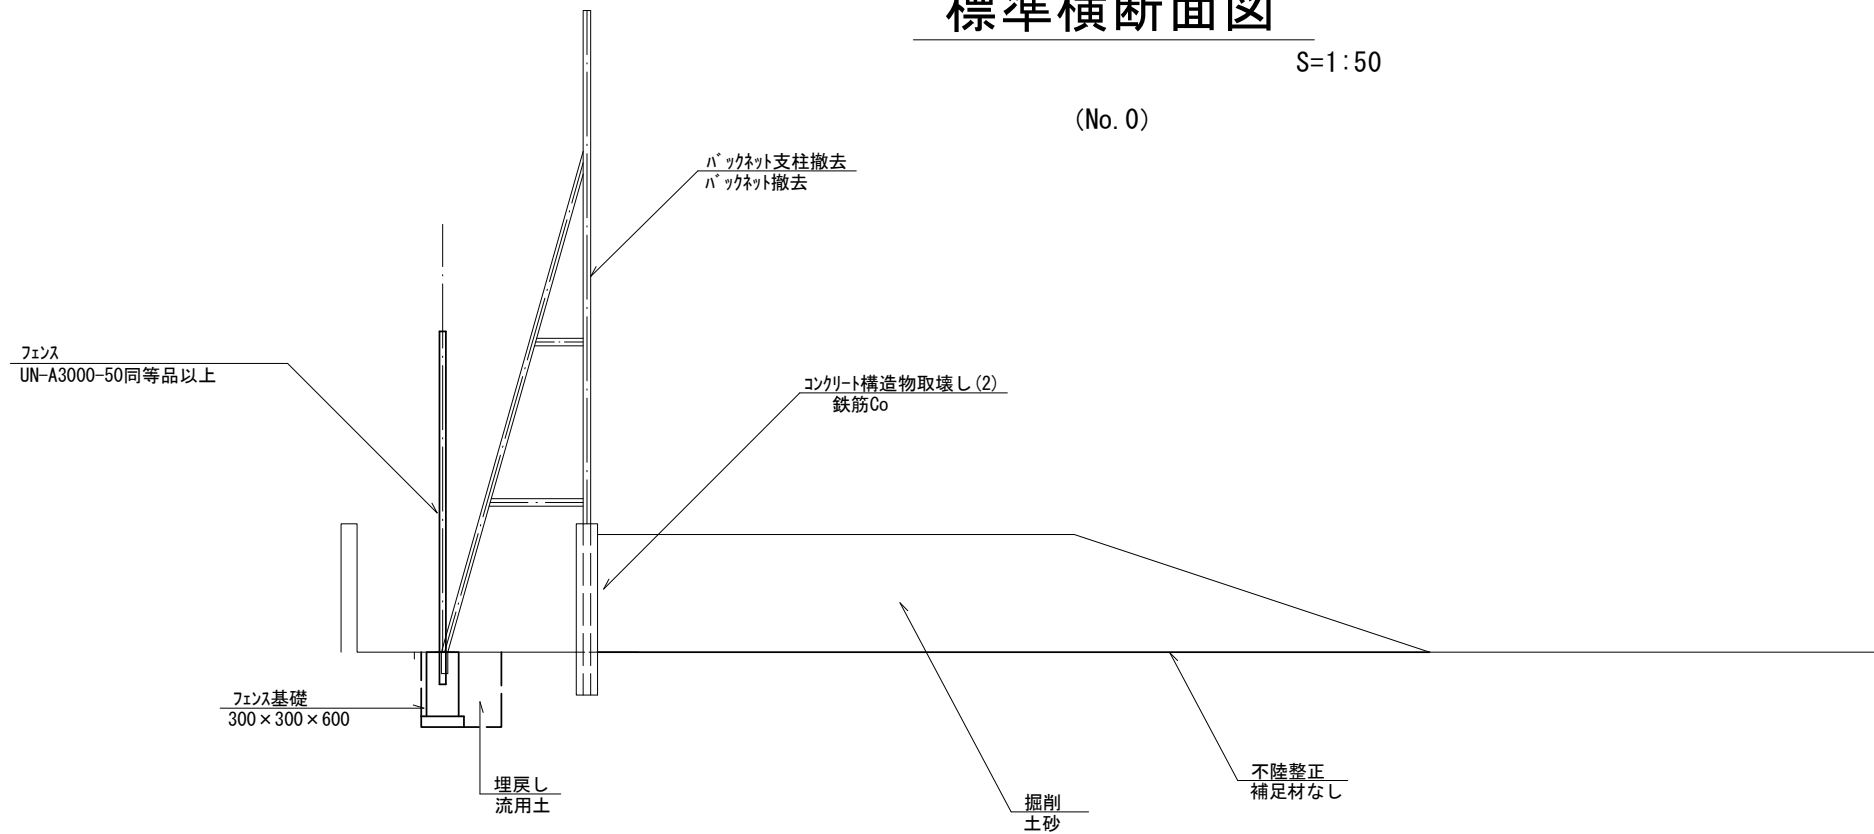 標準横断面図
S=1:50
(No.0)
ﾊﾞｯｸﾈｯﾄ支柱撤去
ﾊﾞｯｸﾈｯﾄ撤去
ﾌｪﾝｽ
UN-A3000-50同等品以上
ｺﾝｸﾘｰﾄ構造物取壊し(2)
鉄筋Co
ﾌｪﾝｽ基礎
300×300×600
埋戻し
流用土
掘削
土砂
不陸整正
補足材なし